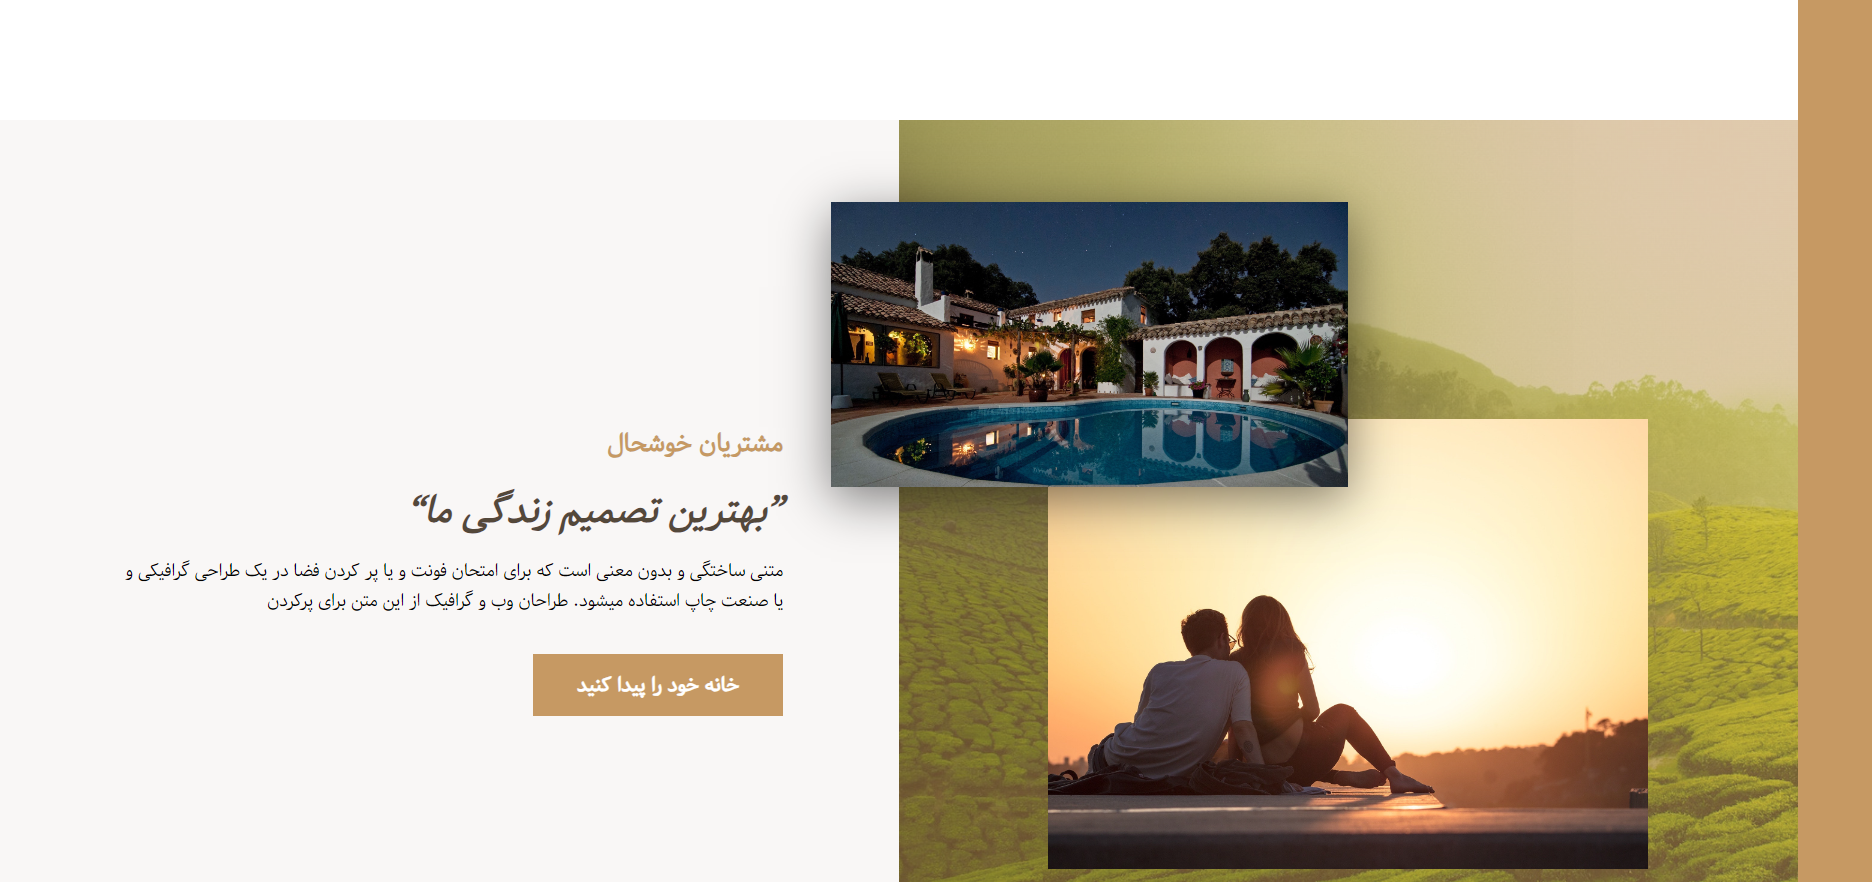 مشتریان خوشحال
”بهترین تصمیم زندگی ما“
متنی ساختگی و بدون معنی است که برای امتحان فونت و یا پر کردن فضا در یک طراحی گرافیکی و
یا صنعت چاپ استفاده میشود. طراحان وب و گرافیک از این متن برای پرکردن
خانه خود را پیدا کنید